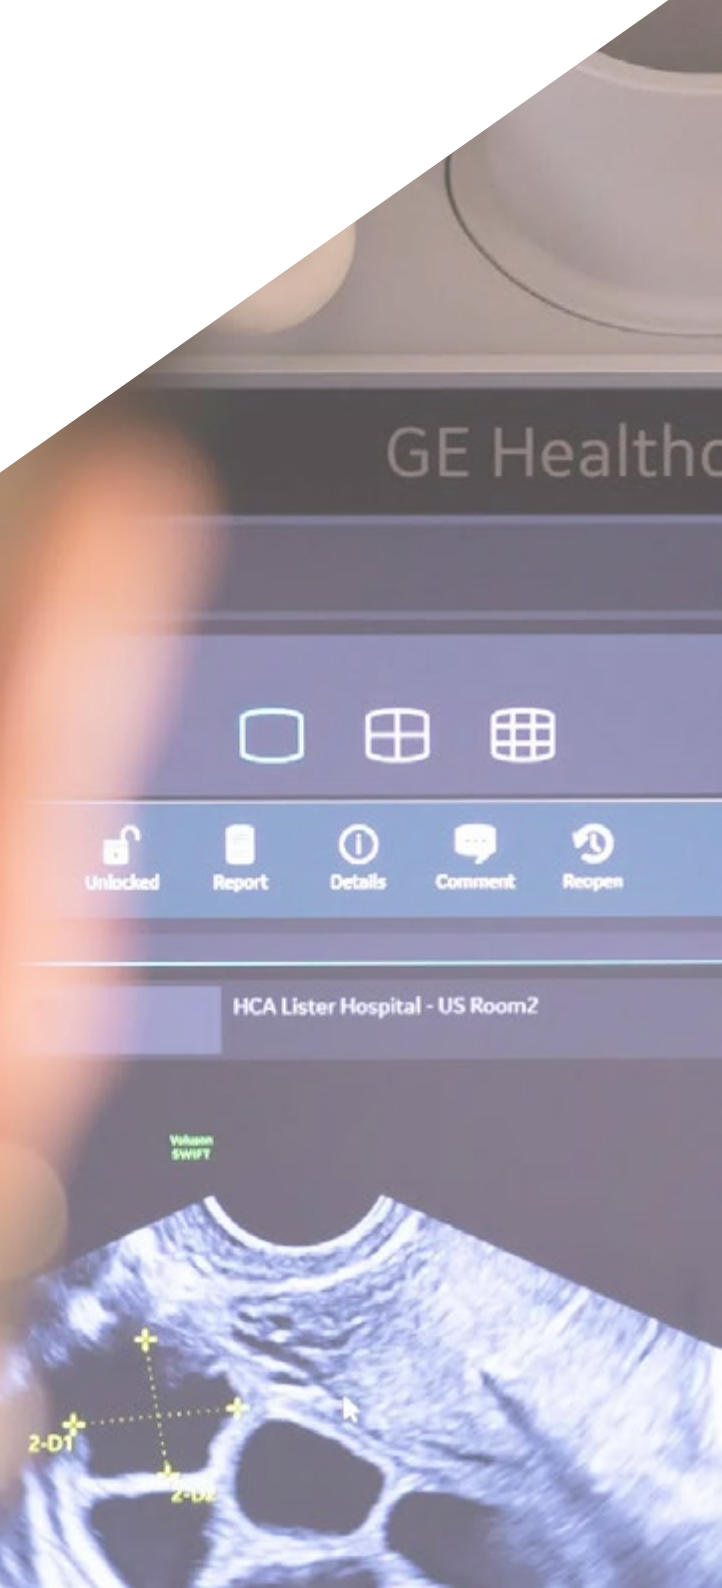 GE Healthc
Unlocked Report Details Comment Reopen
HCA Lister Hospital - US Room2
Voluson
SWIFT
2-D1
2-D2